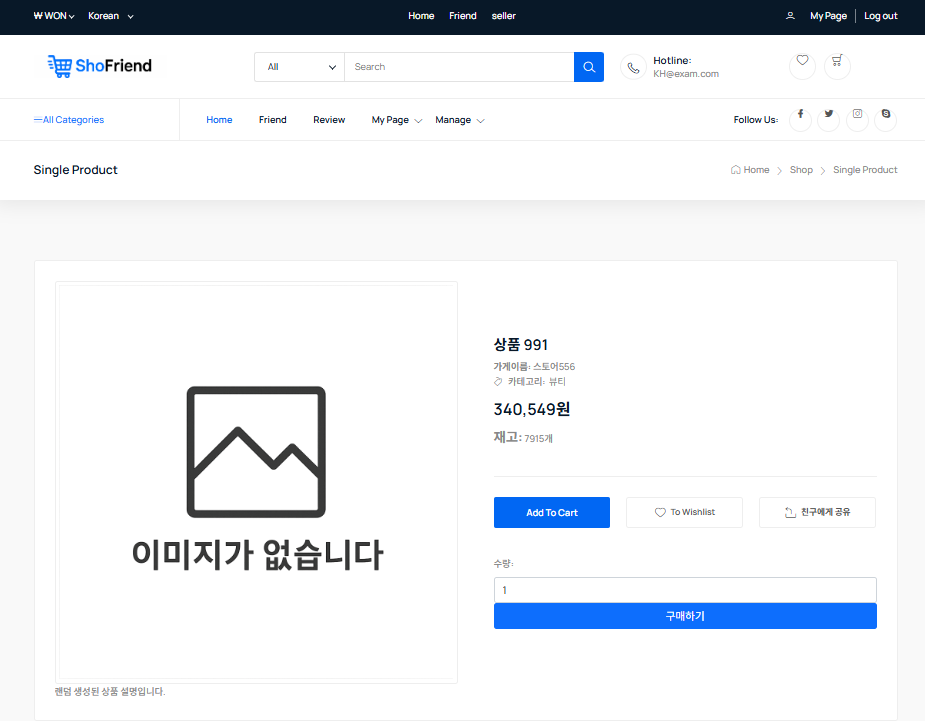 ₩ WON Korean Home Friend seller My Page Log out
ShoFriend All Search Hotline:
KH@exam.com
All Categories Home Friend Review My Page Manage Follow Us:
Single Product Home Shop Single Product
상품 991
가게이름: 스토어556
카테고리: 뷰티
340,549원
재고: 7915개
Add To Cart To Wishlist 친구에게 공유
이미지가 없습니다
수량:
1
구매하기
랜덤 생성된 상품 설명입니다.